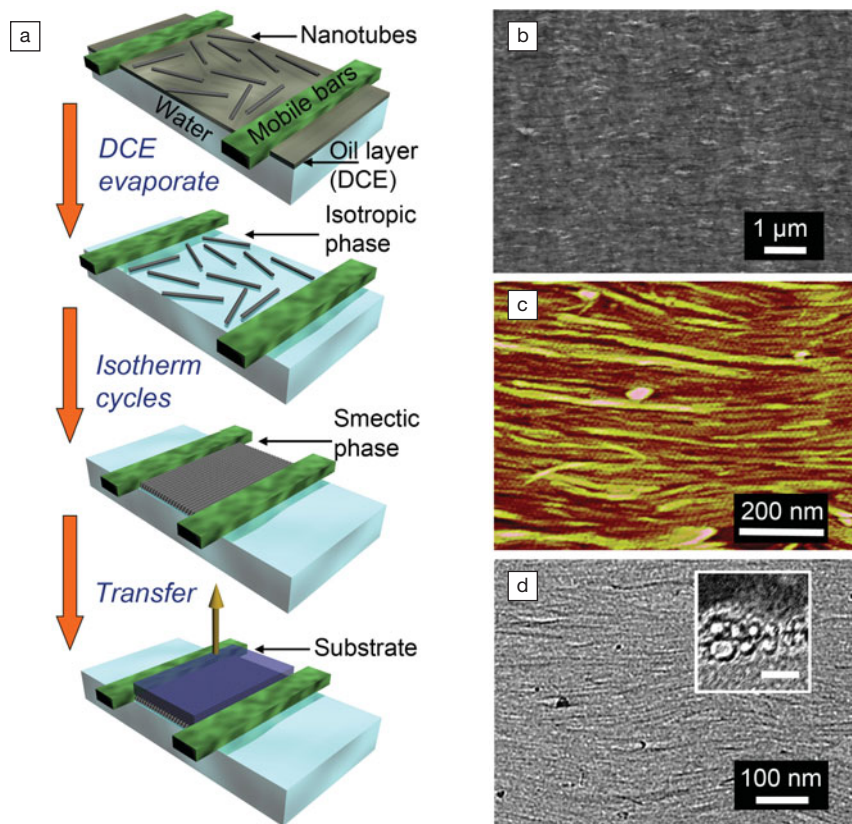 a
Nanotubes
Water
Mobile bars
Oil layer
(DCE)
DCE
evaporate
Isotropic
phase
Isotherm
cycles
Smectic
phase
Transfer
Substrate
b
1 µm
c
200 nm
d
100 nm